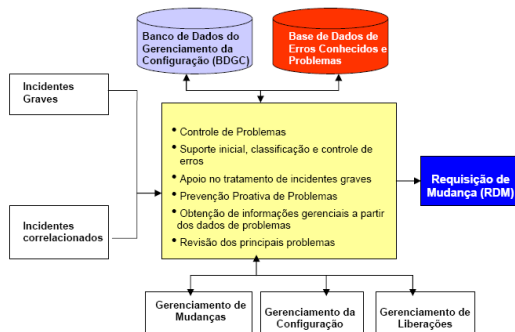 Banco de Dados do
Gerenciamento da
Configuração (BDGC)
Base de Dados de
Erros Conhecidos e
Problemas
Incidentes
Graves
• Controle de Problemas
• Suporte inicial, classificação e controle de
erros
• Apoio no tratamento de incidentes graves
• Prevenção Proativa de Problemas
• Obtenção de informações gerenciais a partir
dos dados de problemas
• Revisão dos principais problemas
Requisição de
Mudança (RDM)
Incidentes
correlacionados
Gerenciamento de
Mudanças
Gerenciamento da
Configuração
Gerenciamento de
Liberações